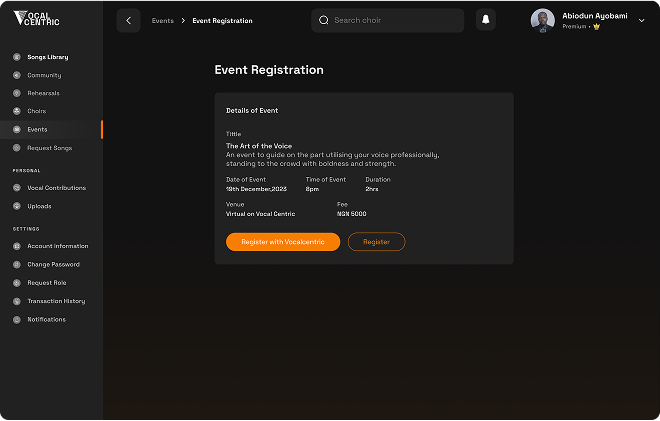 VOCAL
CENTRIC
Events > Event Registration
Search choir
Abiodun Ayobami
Premium •
Songs Library
Community
Rehearsals
Choirs
Events
Request Songs
PERSONAL
Vocal Contributions
Uploads
SETTINGS
Account Information
Change Password
Request Role
Transaction History
Notifications
Event Registration
Details of Event
Tittle
The Art of the Voice
An event to guide on the part utilising your voice professionally,
standing to the crowd with boldness and strength.
Date of Event Time of Event Duration
19th December,2023 8pm 2hrs
Venue Fee
Virtual on Vocal Centric NGN 5000
Register with Vocalcentric Register